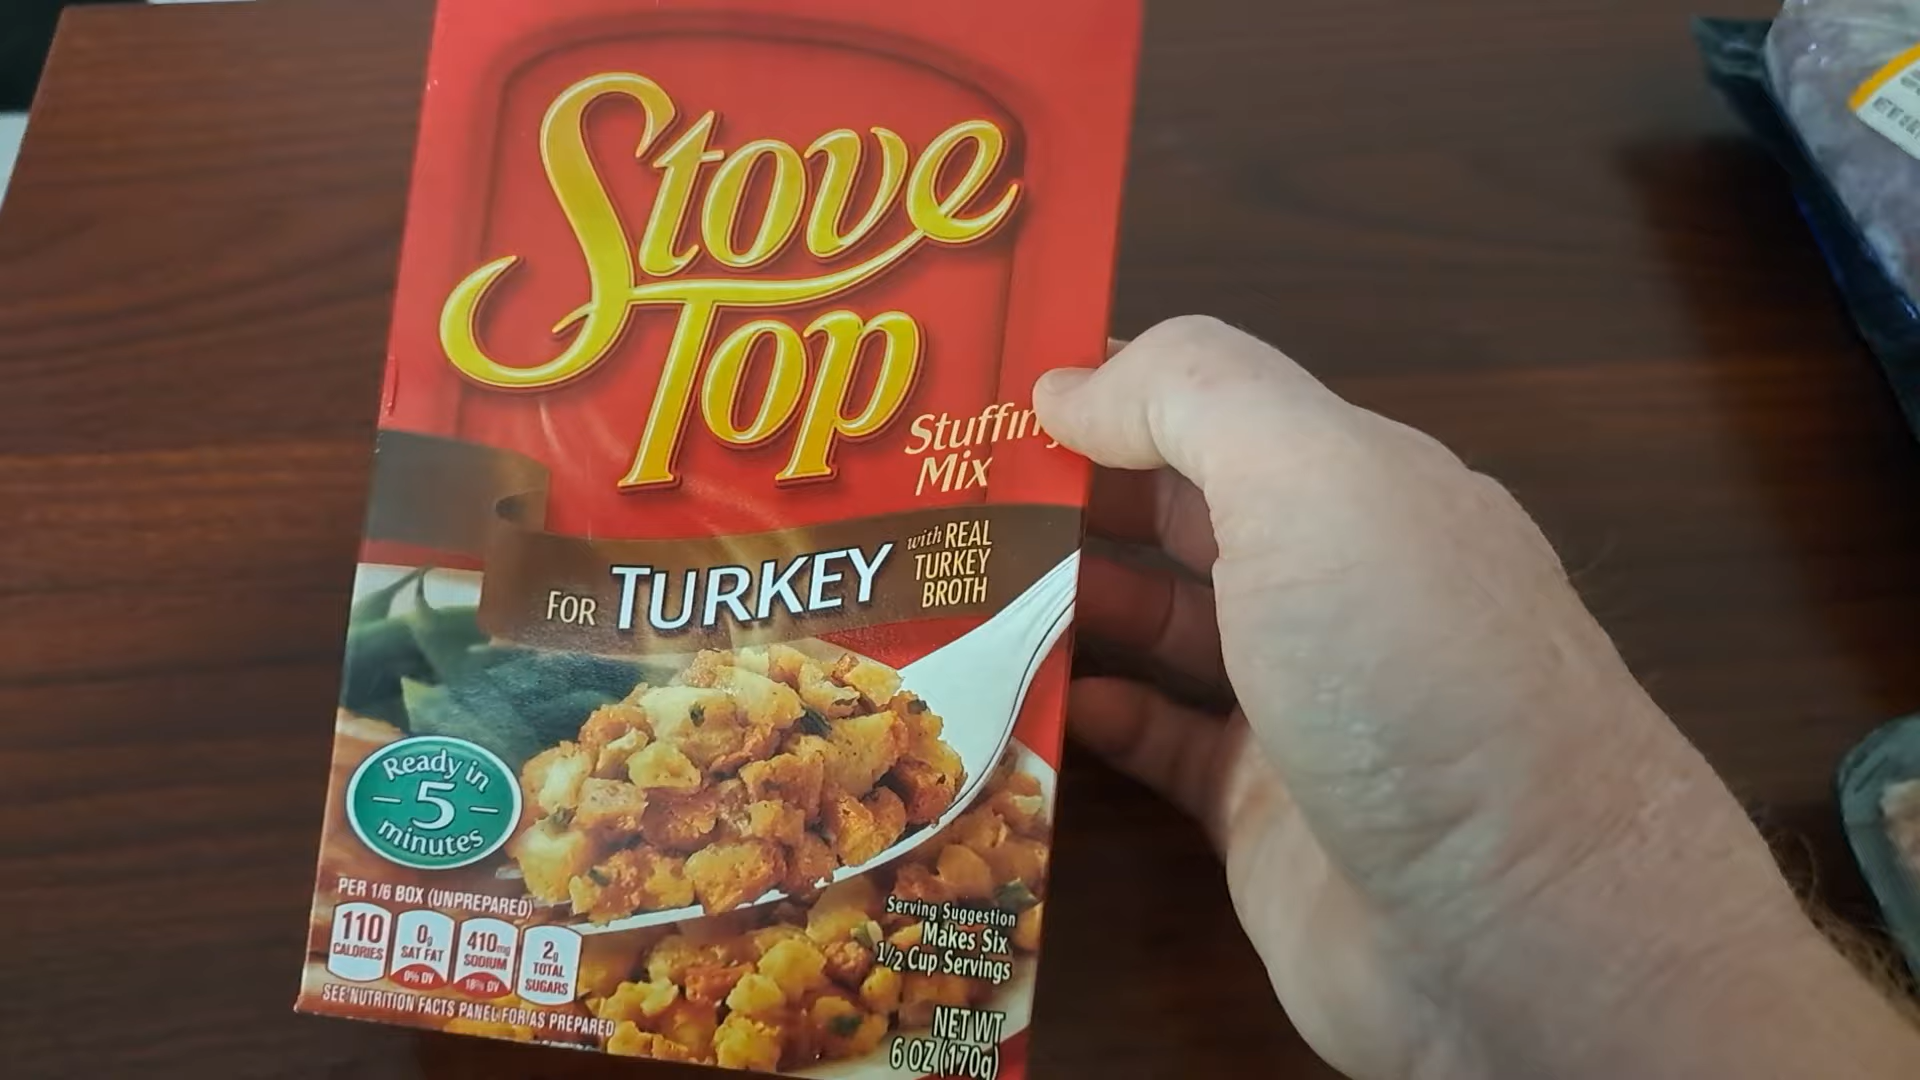 Stove
Top
Stuffin
Mix
FOR TURKEY
with REAL
TURKEY
BROTH
Ready in
5
minutes
PER 1/6 BOX (UNPREPARED)
110
CALORIES
0g
SAT FAT
0% DV
410mg
SODIUM
18% DV
2g
TOTAL
SUGARS
SEE NUTRITION FACTS PANEL FOR AS PREPARED
Serving Suggestion
Makes Six
1/2 Cup Servings
NET WT
6 OZ (170g)